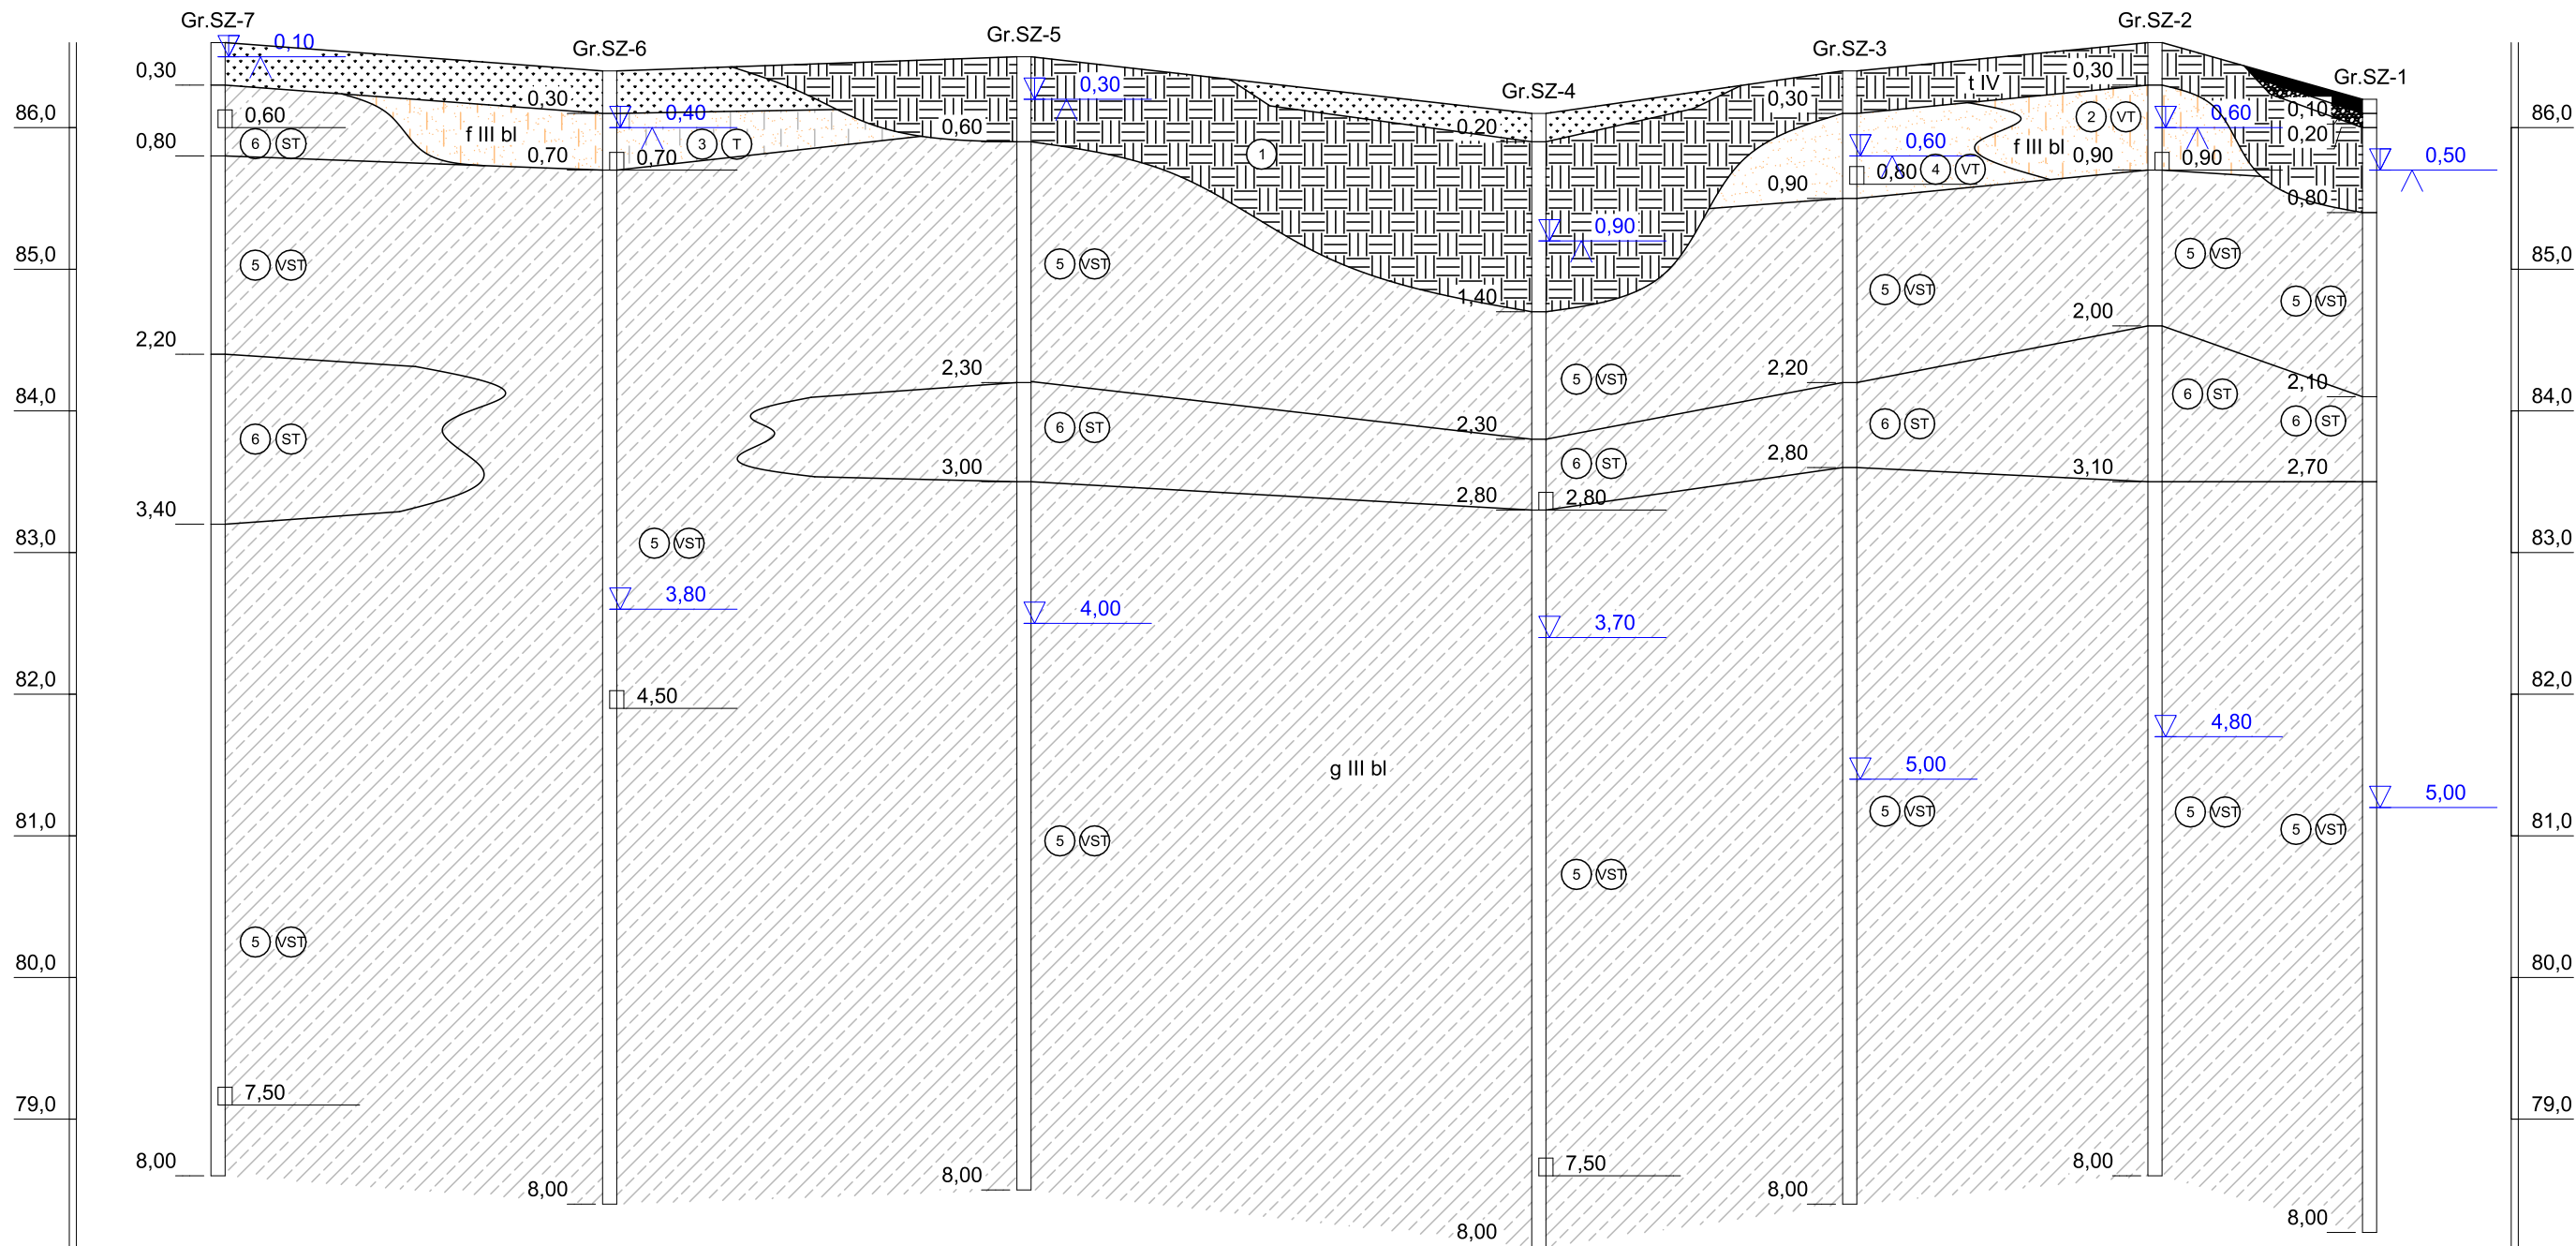 Gr.SZ-7
Gr.SZ-6
Gr.SZ-5
Gr.SZ-4
Gr.SZ-3
Gr.SZ-2
Gr.SZ-1
86,0
85,0
84,0
83,0
82,0
81,0
80,0
79,0
0,30
0,80
2,20
3,40
8,00
0,10
0,60
6 ST
5 VST
6 ST
5 VST
7,50
f III bl
0,30
0,70
8,00
0,40
0,70
3 T
5 VST
3,80
4,50
0,60
2,30
3,00
8,00
0,30
5 VST
6 ST
4,00
5 VST
1
g III bl
0,20
1,40
2,30
2,80
8,00
0,90
5 VST
6 ST
2,80
3,70
5 VST
7,50
0,30
0,90
2,20
2,80
8,00
0,60
0,80
4 VT
5 VST
6 ST
5,00
5 VST
t IV
f III bl
0,30
2 VT
0,90
2,00
3,10
8,00
0,60
0,90
5 VST
6 ST
4,80
5 VST
0,10
0,20
0,80
5 VST
2,10
6 ST
2,70
5 VST
8,00
0,50
5,00
86,0
85,0
84,0
83,0
82,0
81,0
80,0
79,0